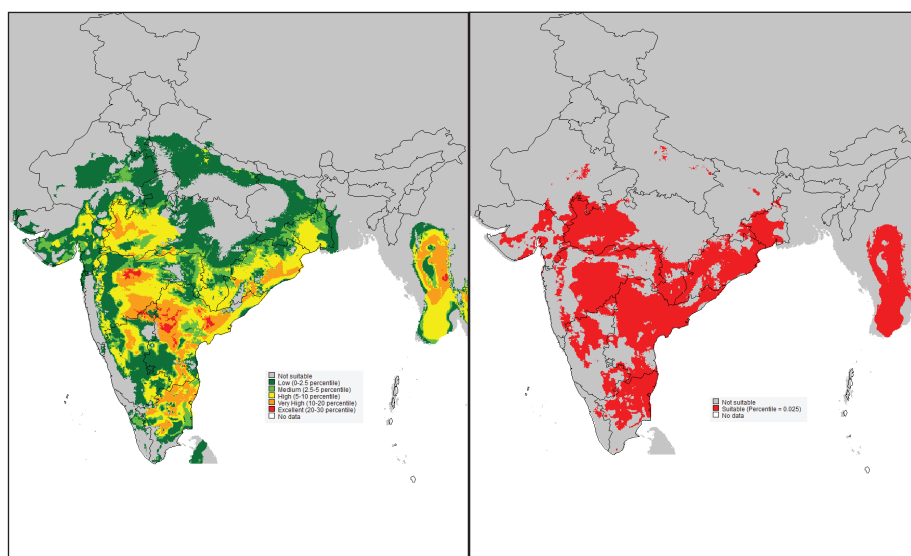 Not suitable
Low (0-2.5 percentile)
Medium (2.5-5 percentile)
High (5-10 percentile)
Very High (10-20 percentile)
Excellent (20-30 percentile)
No data
Not suitable
Suitable (Percentile = 0.025)
No data